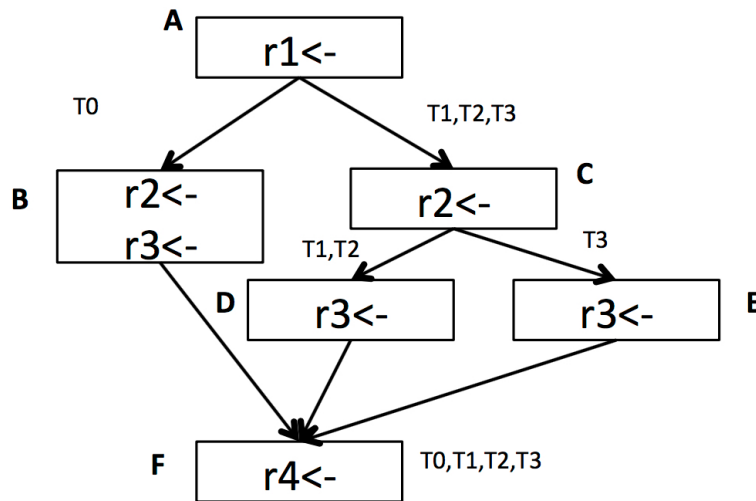 A
r1<-
T0
T1,T2,T3
B
r2<-
r3<-
C
r2<-
T1,T2
T3
D
r3<-
r3<-
E
F
r4<-
T0,T1,T2,T3